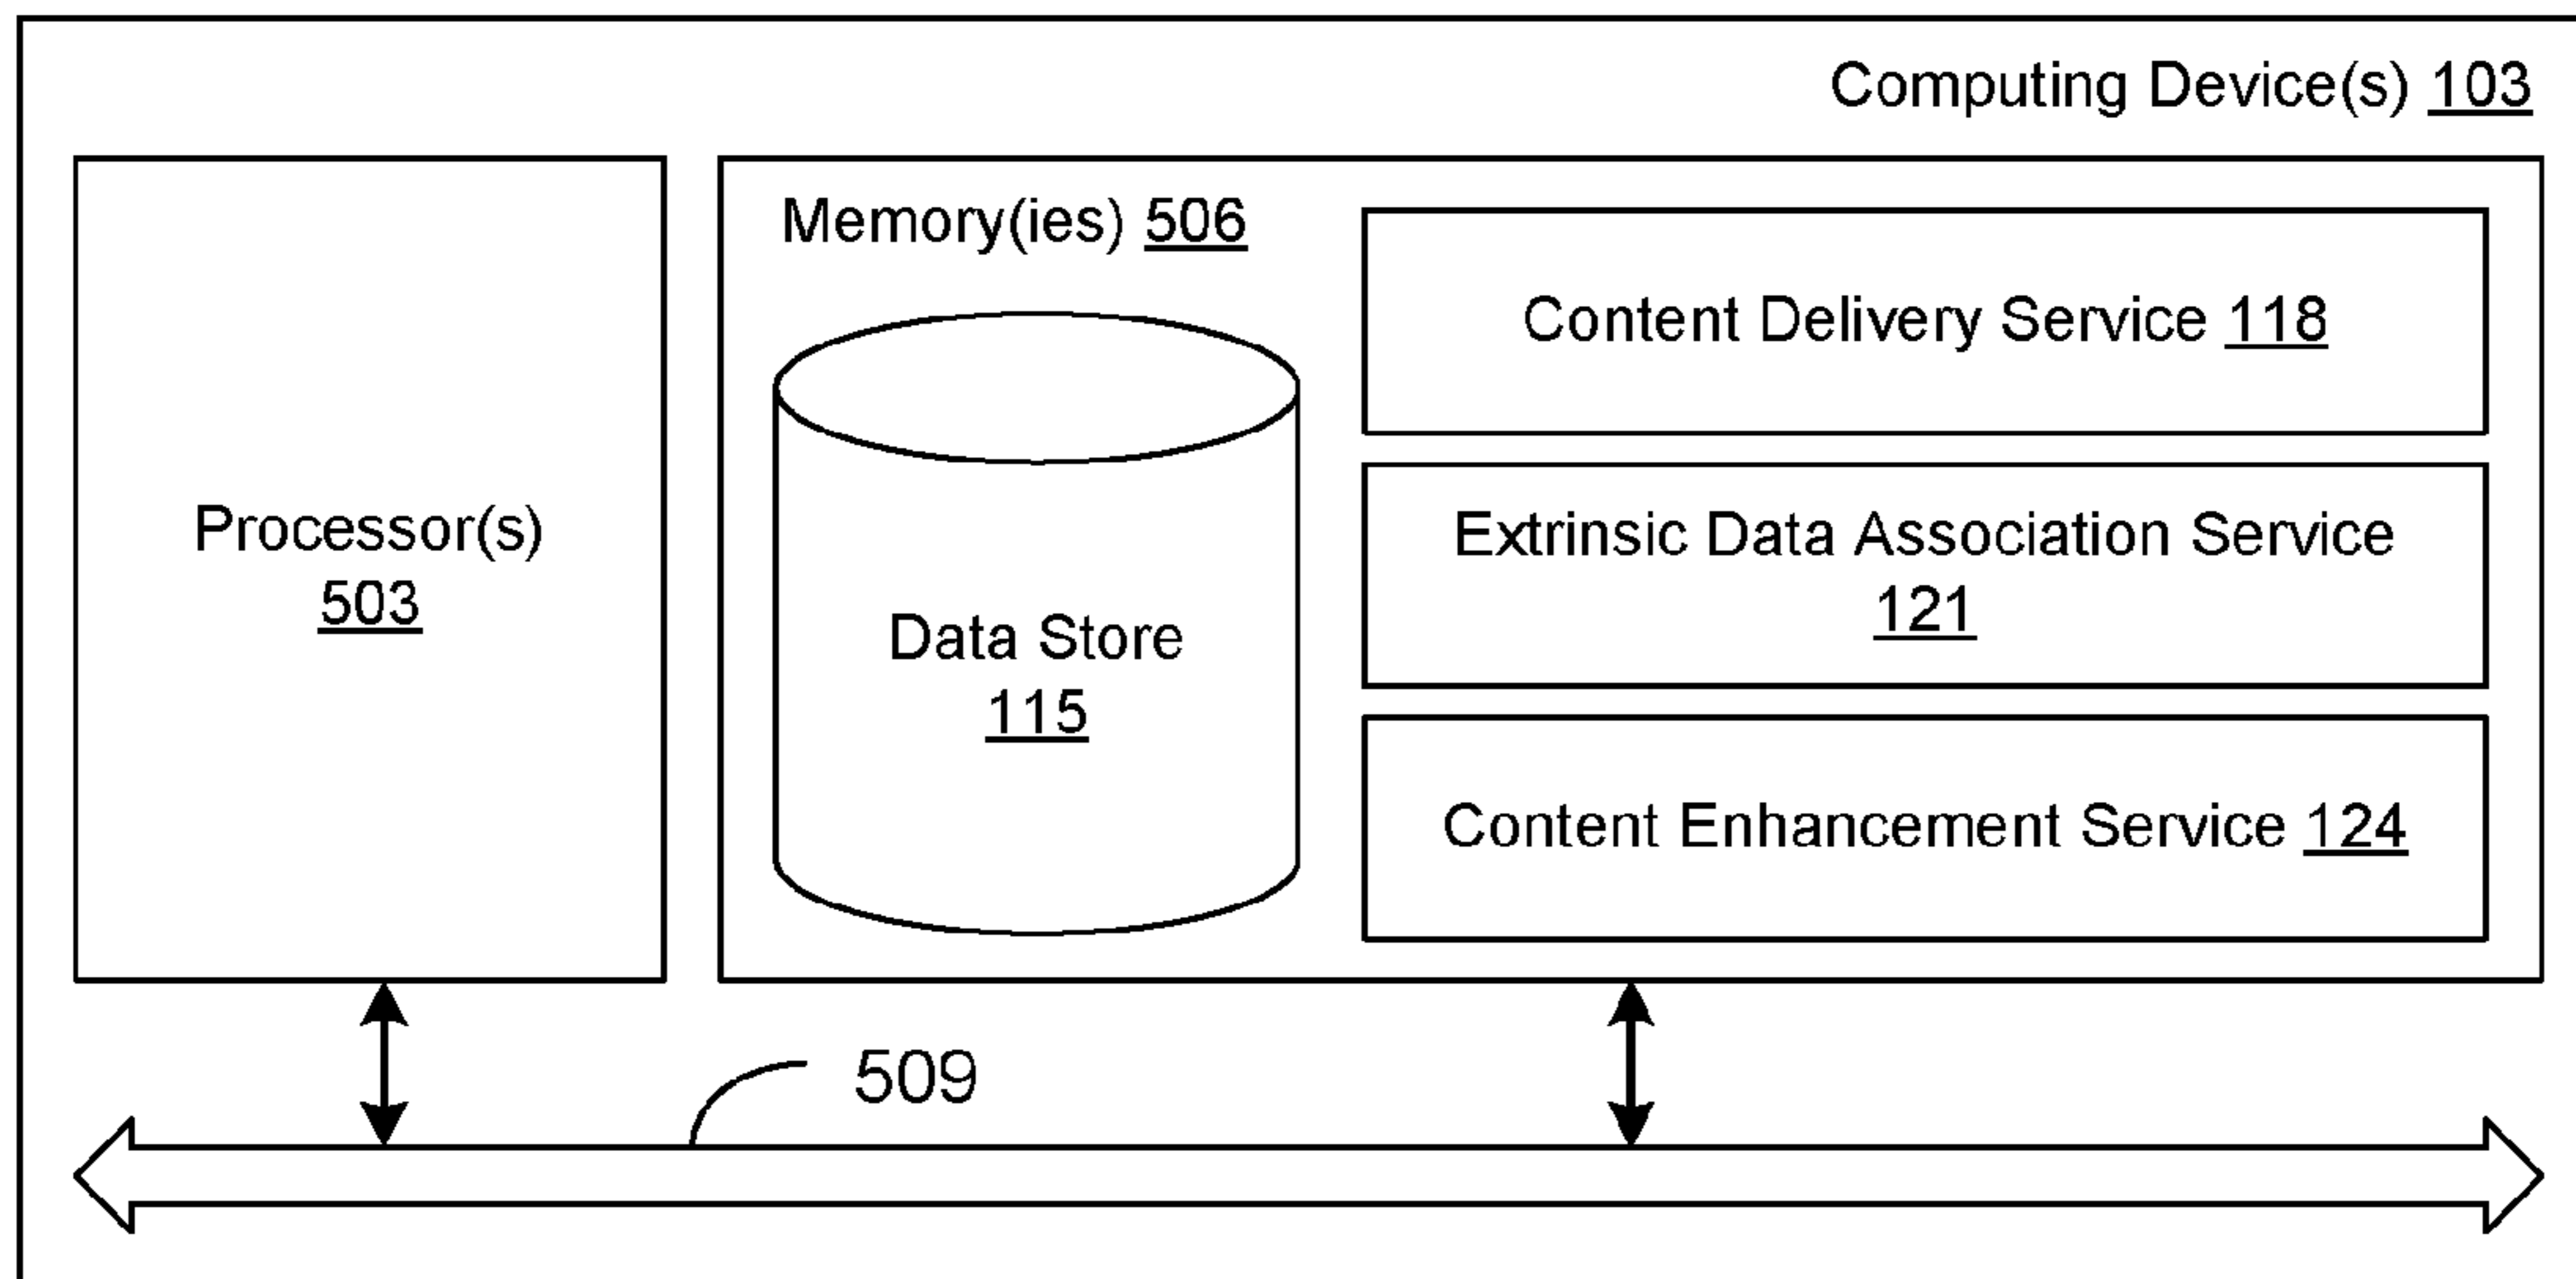 Computing Device(s) 103
Processor(s)
503
Memory(ies) 506
Data Store
115
Content Delivery Service 118
Extrinsic Data Association Service
121
Content Enhancement Service 124
509